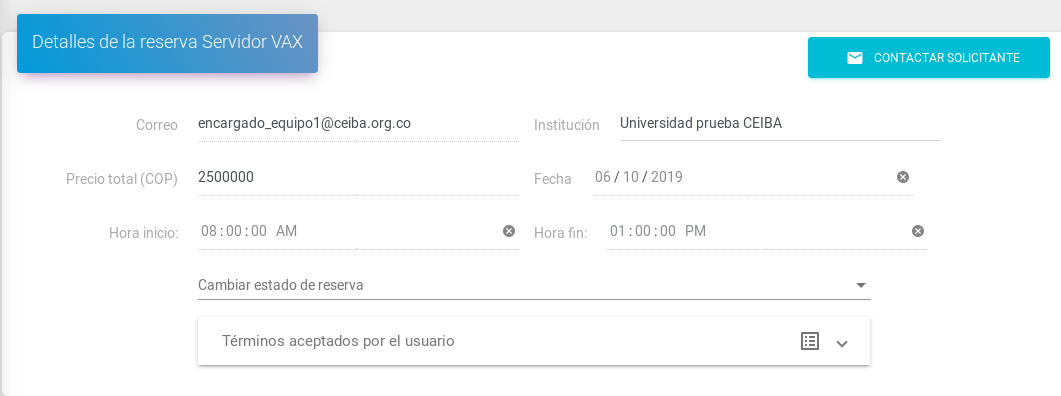 Detalles de la reserva Servidor VAX
CONTACTAR SOLICITANTE
Correo encargado_equipo1@ceiba.org.co Institución Universidad prueba CEIBA
Precio total (COP) 2500000 Fecha 06 / 10 / 2019
Hora inicio: 08 : 00 : 00 AM Hora fin: 01 : 00 : 00 PM
Cambiar estado de reserva
Términos aceptados por el usuario